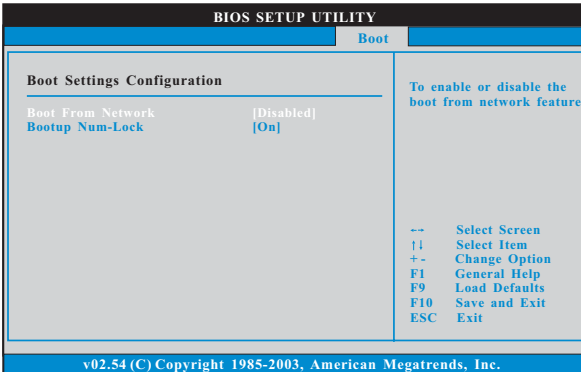 BIOS SETUP UTILITY
Boot
Boot Settings Configuration
Boot From Network [Disabled]
Bootup Num-Lock [On]
To enable or disable the
boot from network feature
←→ Select Screen
↑↓ Select Item
+ - Change Option
F1 General Help
F9 Load Defaults
F10 Save and Exit
ESC Exit
v02.54 (C) Copyright 1985-2003, American Megatrends, Inc.